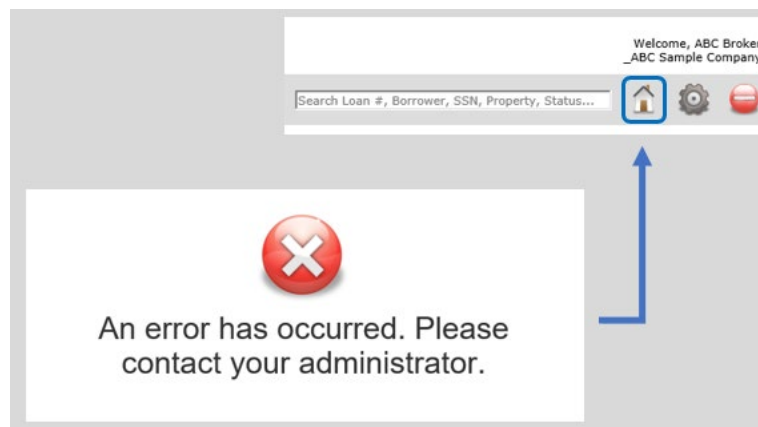 Welcome, ABC Broker
_ABC Sample Company
Search Loan #, Borrower, SSN, Property, Status...
An error has occurred. Please
contact your administrator.